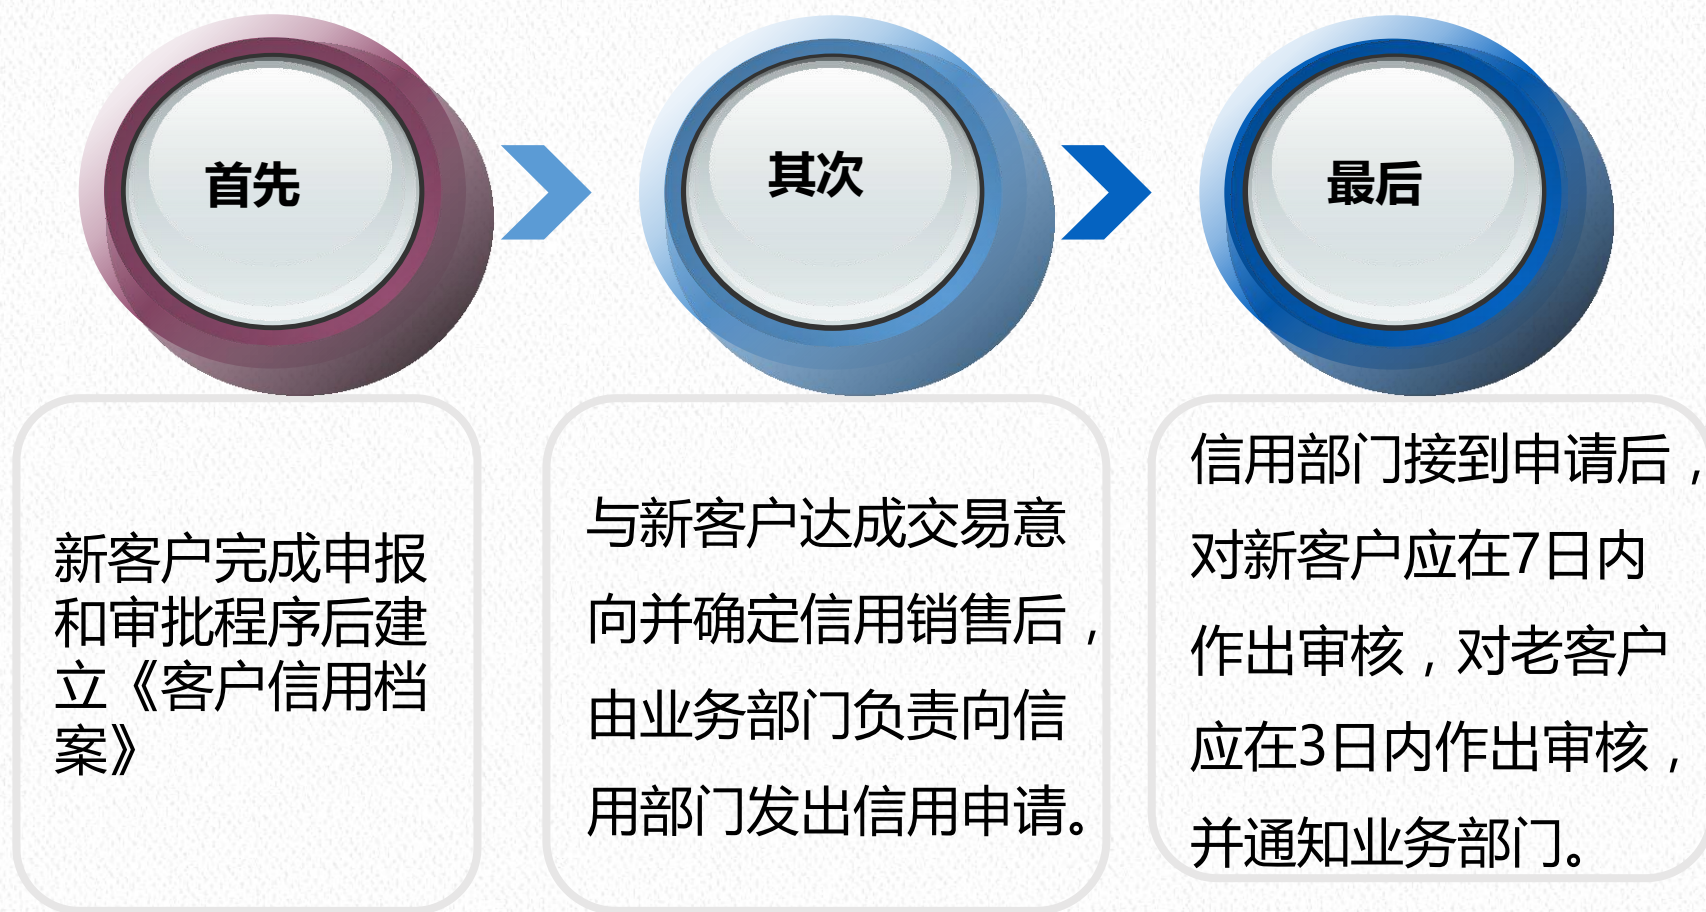 首先
其次
最后
新客户完成申报
和审批程序后建
立《客户信用档
案》
与新客户达成交易意
向并确定信用销售后，
由业务部门负责向信
用部门发出信用申请。
信用部门接到申请后，
对新客户应在7日内
作出审核，对老客户
应在3日内作出审核，
并通知业务部门。